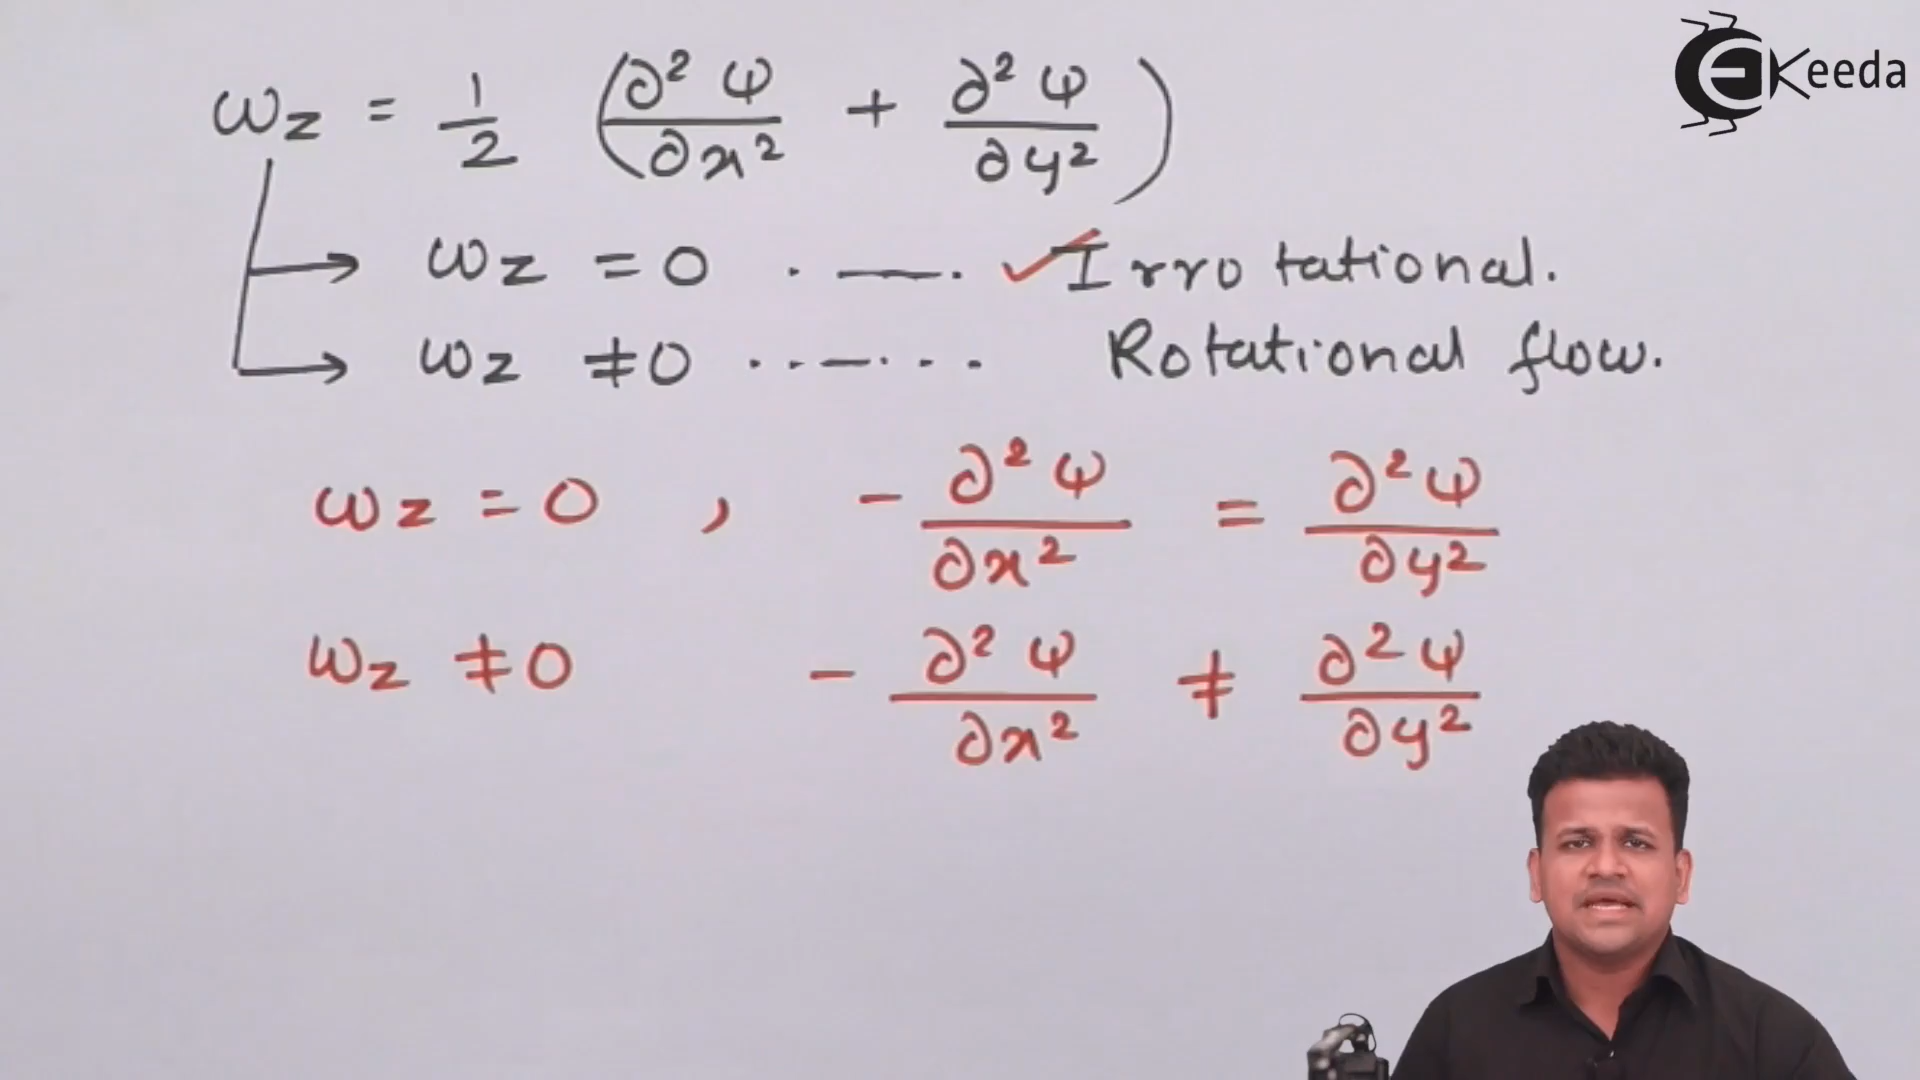 EKeeda
ωz = 1/2 (∂²ψ/∂x² + ∂²ψ/∂y²)
→ ωz = 0 . —. ✓Irrotational.
→ ωz ≠ 0 ..–... Rotational flow.
ωz = 0 , - ∂²ψ/∂x² = ∂²ψ/∂y²
ωz ≠ 0 - ∂²ψ/∂x² ≠ ∂²ψ/∂y²